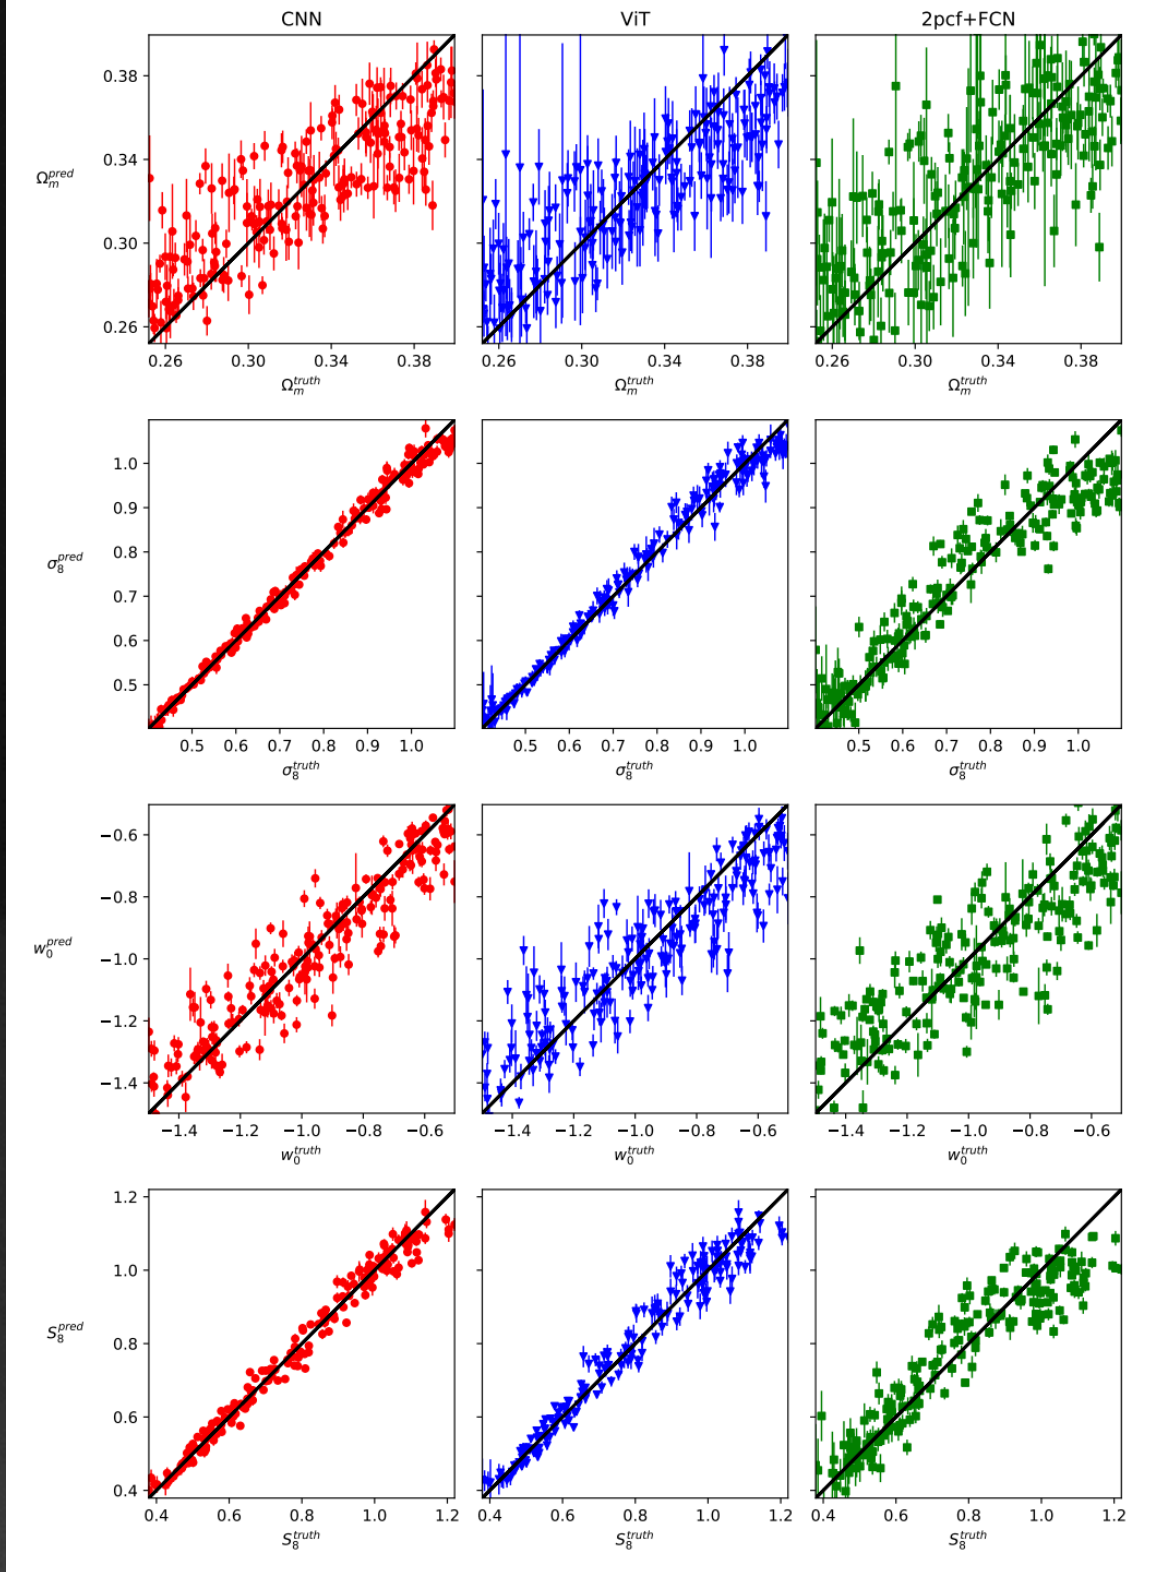 CNN ViT 2pcf+FCN
0.38
0.34
Ω_m^pred
0.30
0.26
0.26 0.30 0.34 0.38 0.26 0.30 0.34 0.38 0.26 0.30 0.34 0.38
Ω_m^truth Ω_m^truth Ω_m^truth
1.0
0.9
0.8
σ_8^pred
0.7
0.6
0.5
0.5 0.6 0.7 0.8 0.9 1.0 0.5 0.6 0.7 0.8 0.9 1.0 0.5 0.6 0.7 0.8 0.9 1.0
σ_8^truth σ_8^truth σ_8^truth
−0.6
−0.8
w_0^pred
−1.0
−1.2
−1.4
−1.4 −1.2 −1.0 −0.8 −0.6 −1.4 −1.2 −1.0 −0.8 −0.6 −1.4 −1.2 −1.0 −0.8 −0.6
w_0^truth w_0^truth w_0^truth
1.2
1.0
S_8^pred
0.8
0.6
0.4
0.4 0.6 0.8 1.0 1.2 0.4 0.6 0.8 1.0 1.2 0.4 0.6 0.8 1.0 1.2
S_8^truth S_8^truth S_8^truth